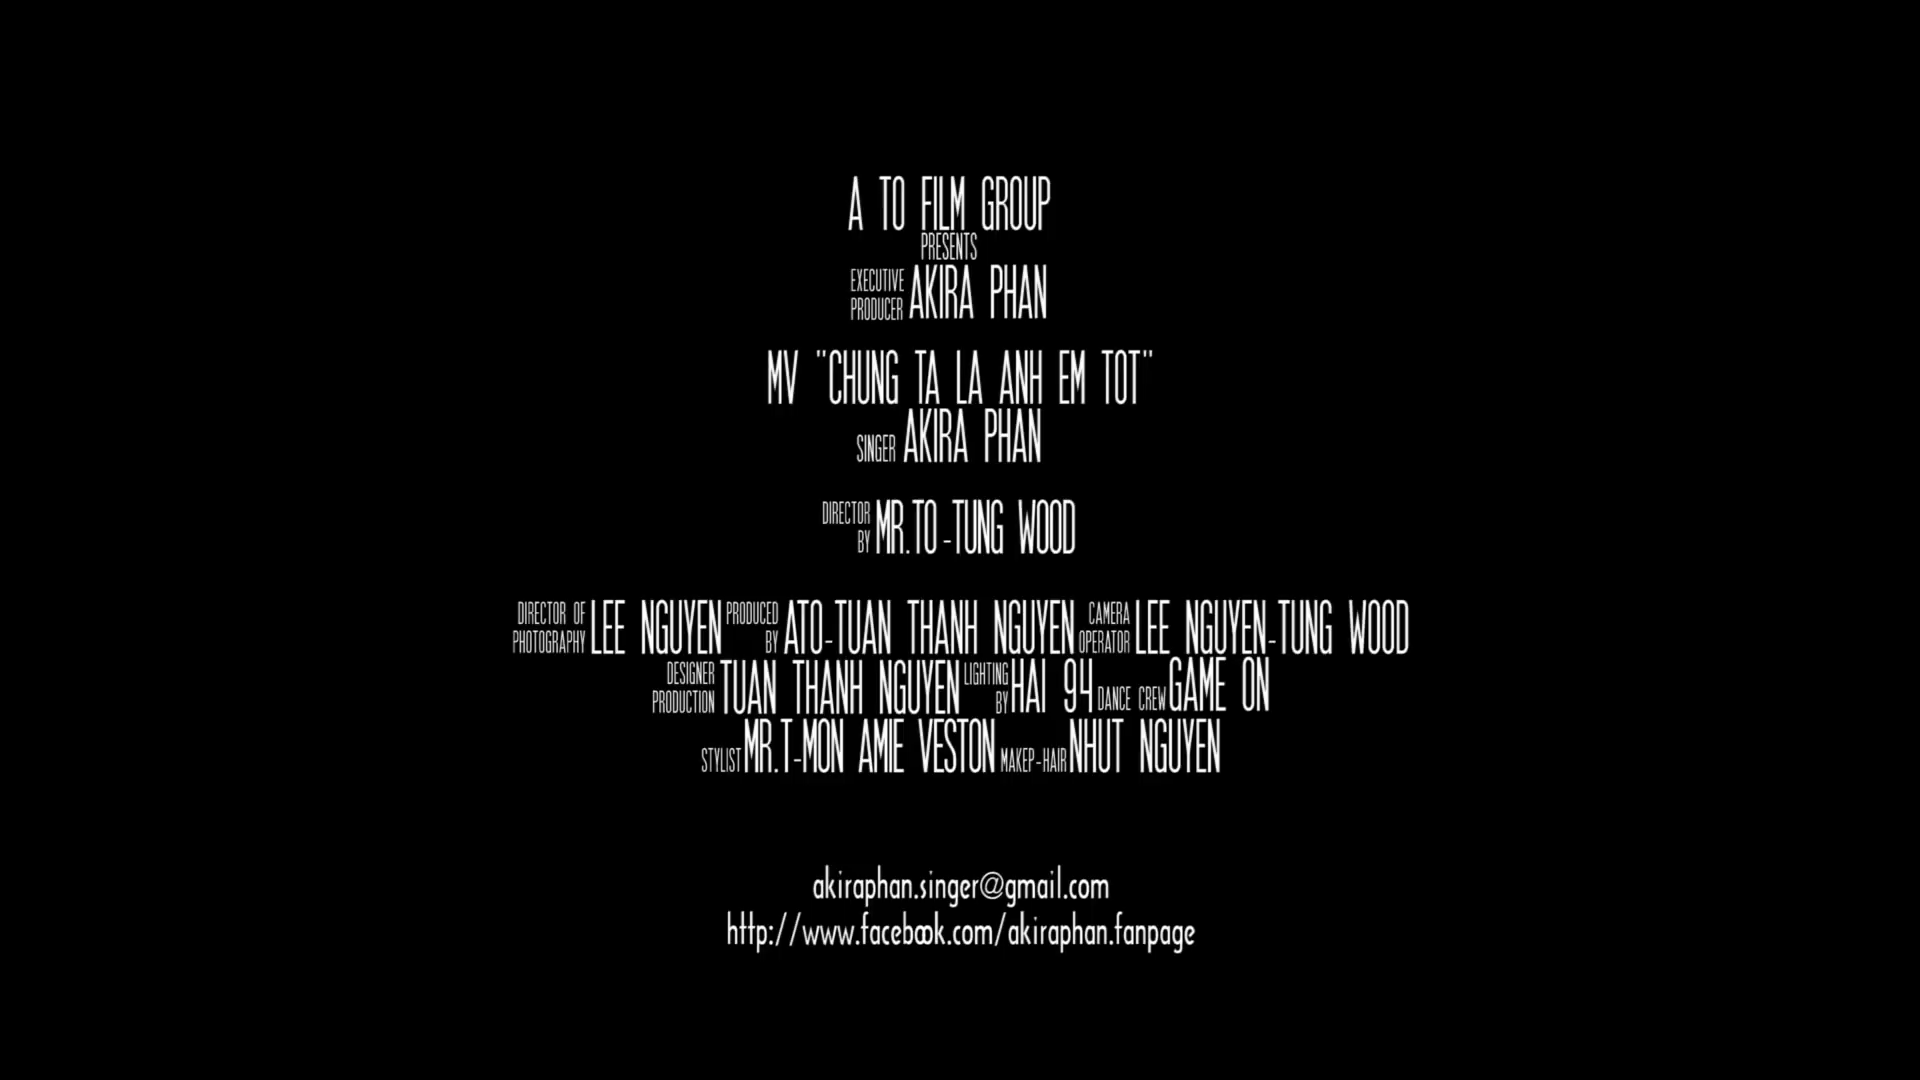 A TO FILM GROUP
PRESENTS
EXECUTIVE PRODUCER AKIRA PHAN
MV "CHUNG TA LA ANH EM TOT"
SINGER AKIRA PHAN
DIRECTOR BY MR.TO-TUNG WOOD
DIRECTOR OF PHOTOGRAPHY LEE NGUYEN PRODUCED BY ATO-TUAN THANH NGUYEN CAMERA OPERATOR LEE NGUYEN-TUNG WOOD
DESIGNER PRODUCTION TUAN THANH NGUYEN LIGHTING BY HAI 94 DANCE CREW GAME ON
STYLIST MR.T-MON AMIE VESTON MAKEP-HAIR NHUT NGUYEN
akiraphan.singer@gmail.com
http://www.facebook.com/akiraphan.fanpage